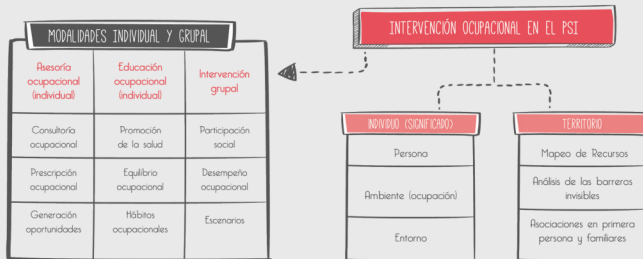 MODALIDADES INDIVIDUAL Y GRUPAL
Asesoría
ocupacional
(individual)
Educación
ocupacional
(individual)
Intervención
grupal
Consultoría
ocupacional
Promoción
de la salud
Participación
social
Prescripción
ocupacional
Equilibrio
ocupacional
Desempeño
ocupacional
Generación
oportunidades
Hábitos
ocupacionales
Escenarios
INTERVENCIÓN OCUPACIONAL EN EL PSI
INDIVIDUO (SIGNIFICADO)
Persona
Ambiente (ocupación)
Entorno
TERRITORIO
Mapeo de Recursos
Análisis de las barreras
invisibles
Asociaciones en primera
persona y familiares